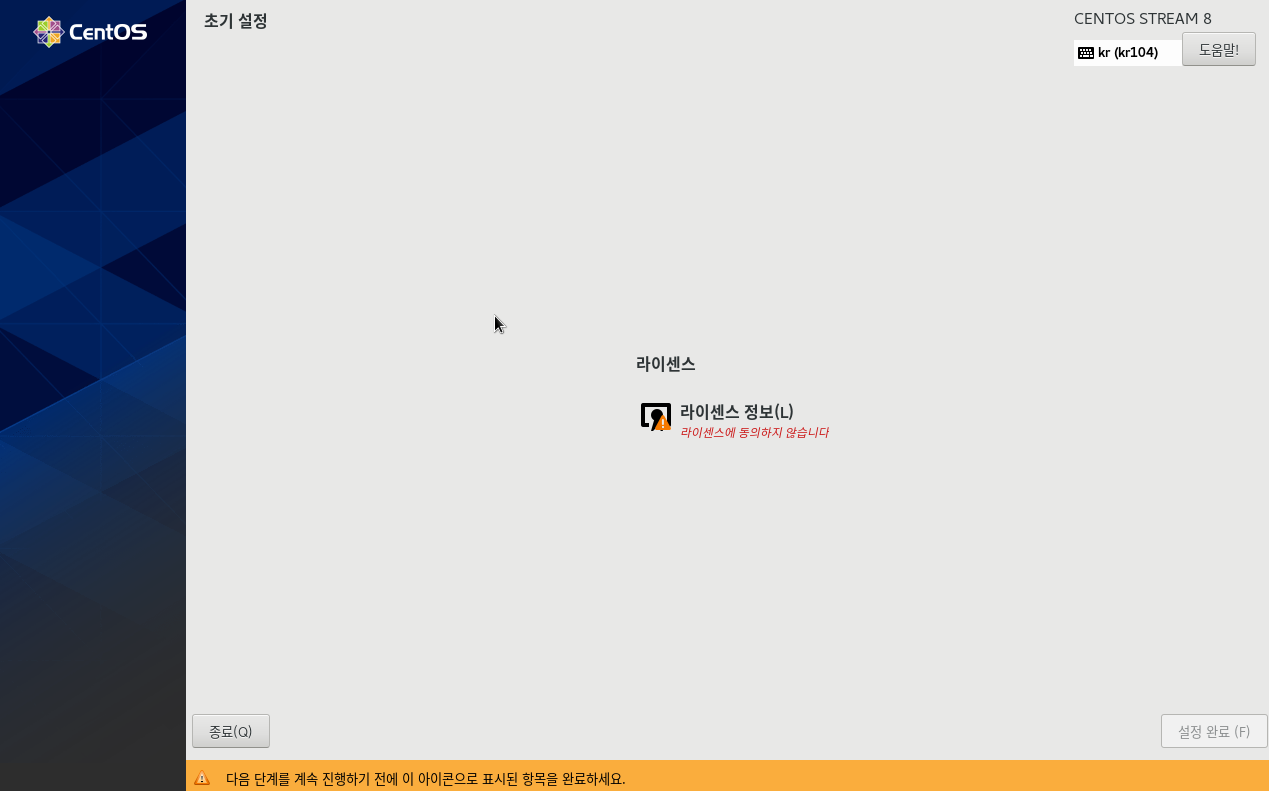 CentOS
초기 설정
CENTOS STREAM 8
kr (kr104)
도움말!
라이센스
라이센스 정보(L)
라이센스에 동의하지 않습니다
종료(Q)
설정 완료 (F)
다음 단계를 계속 진행하기 전에 이 아이콘으로 표시된 항목을 완료하세요.